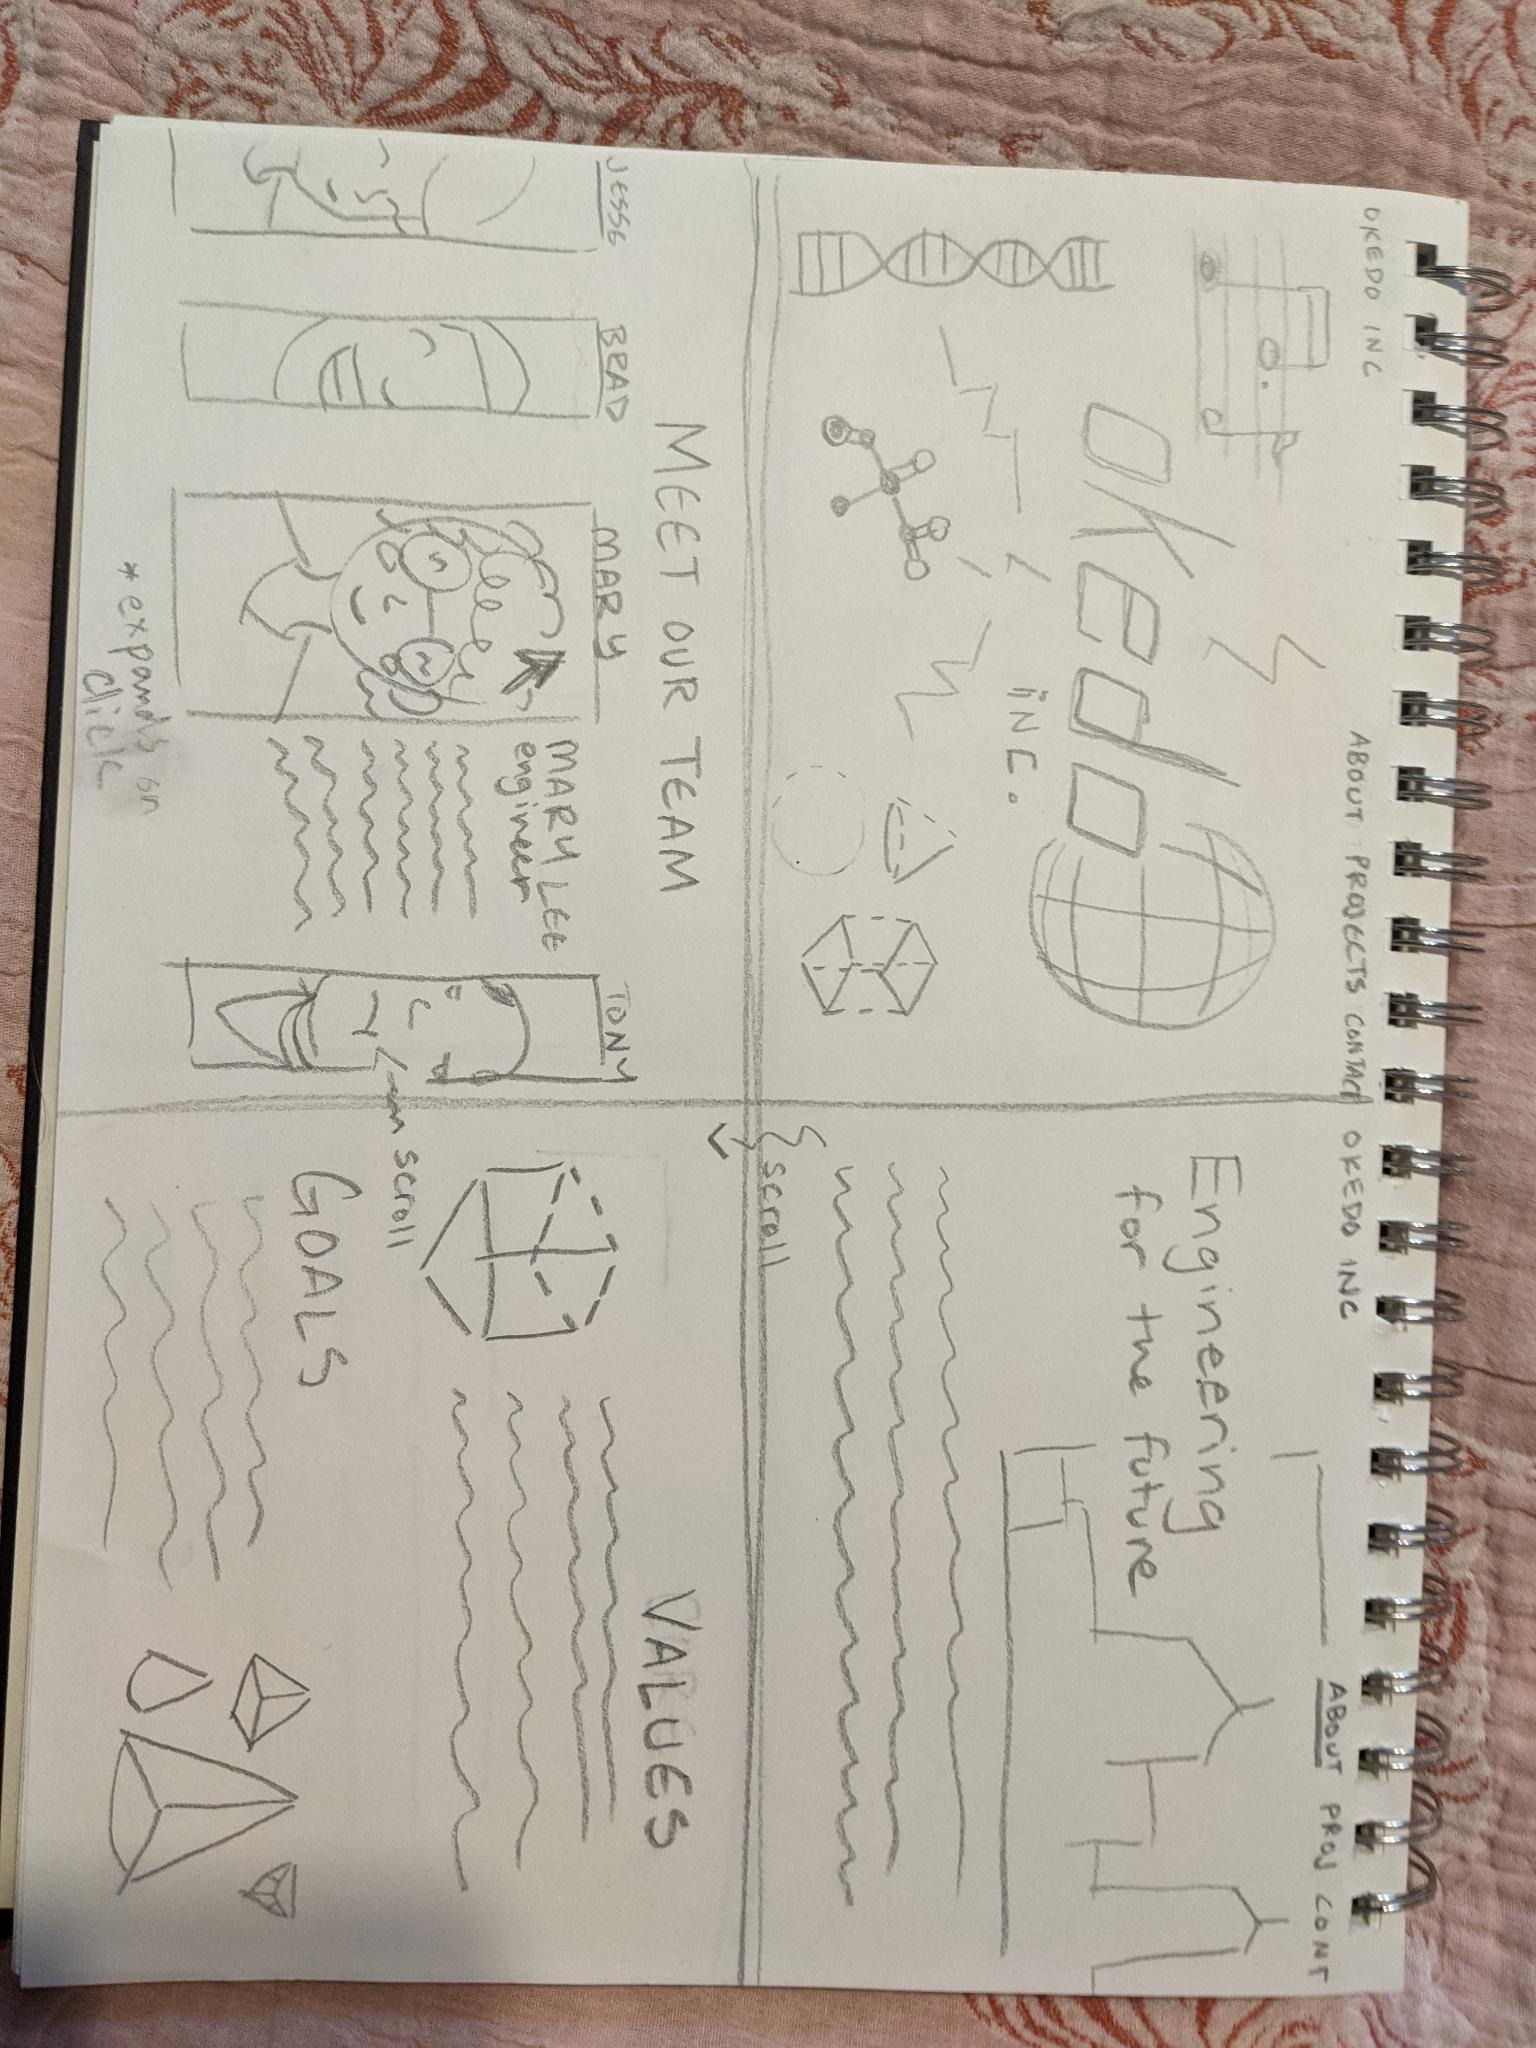 OKEDO INC
ABOUT PROJECTS CONTACT
okedo
iNC.
OKEDO INC
ABOUT PROJ CONT
Engineering
for the future
scroll
MEET OUR TEAM
JESSE
BRAD
MARY
MARY LEE
engineer
TONY
*expands on
click
VALUES
scroll
GOALS